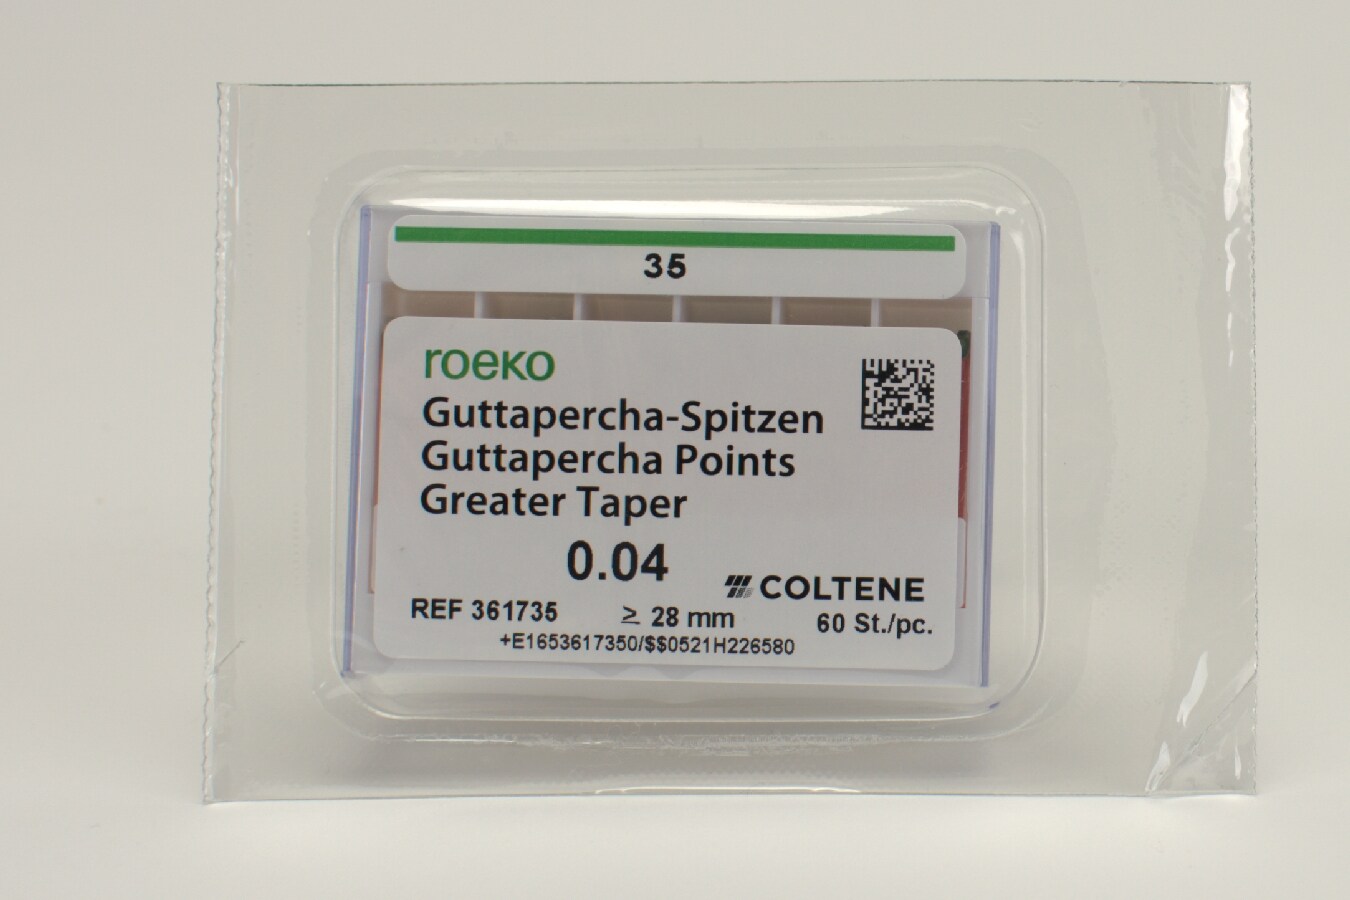 35
roeko
Guttapercha-Spitzen
Guttapercha Points
Greater Taper
0.04
COLTENE
REF 361735 ≥ 28 mm 60 St./pc.
+E1653617350/$$0521H226580